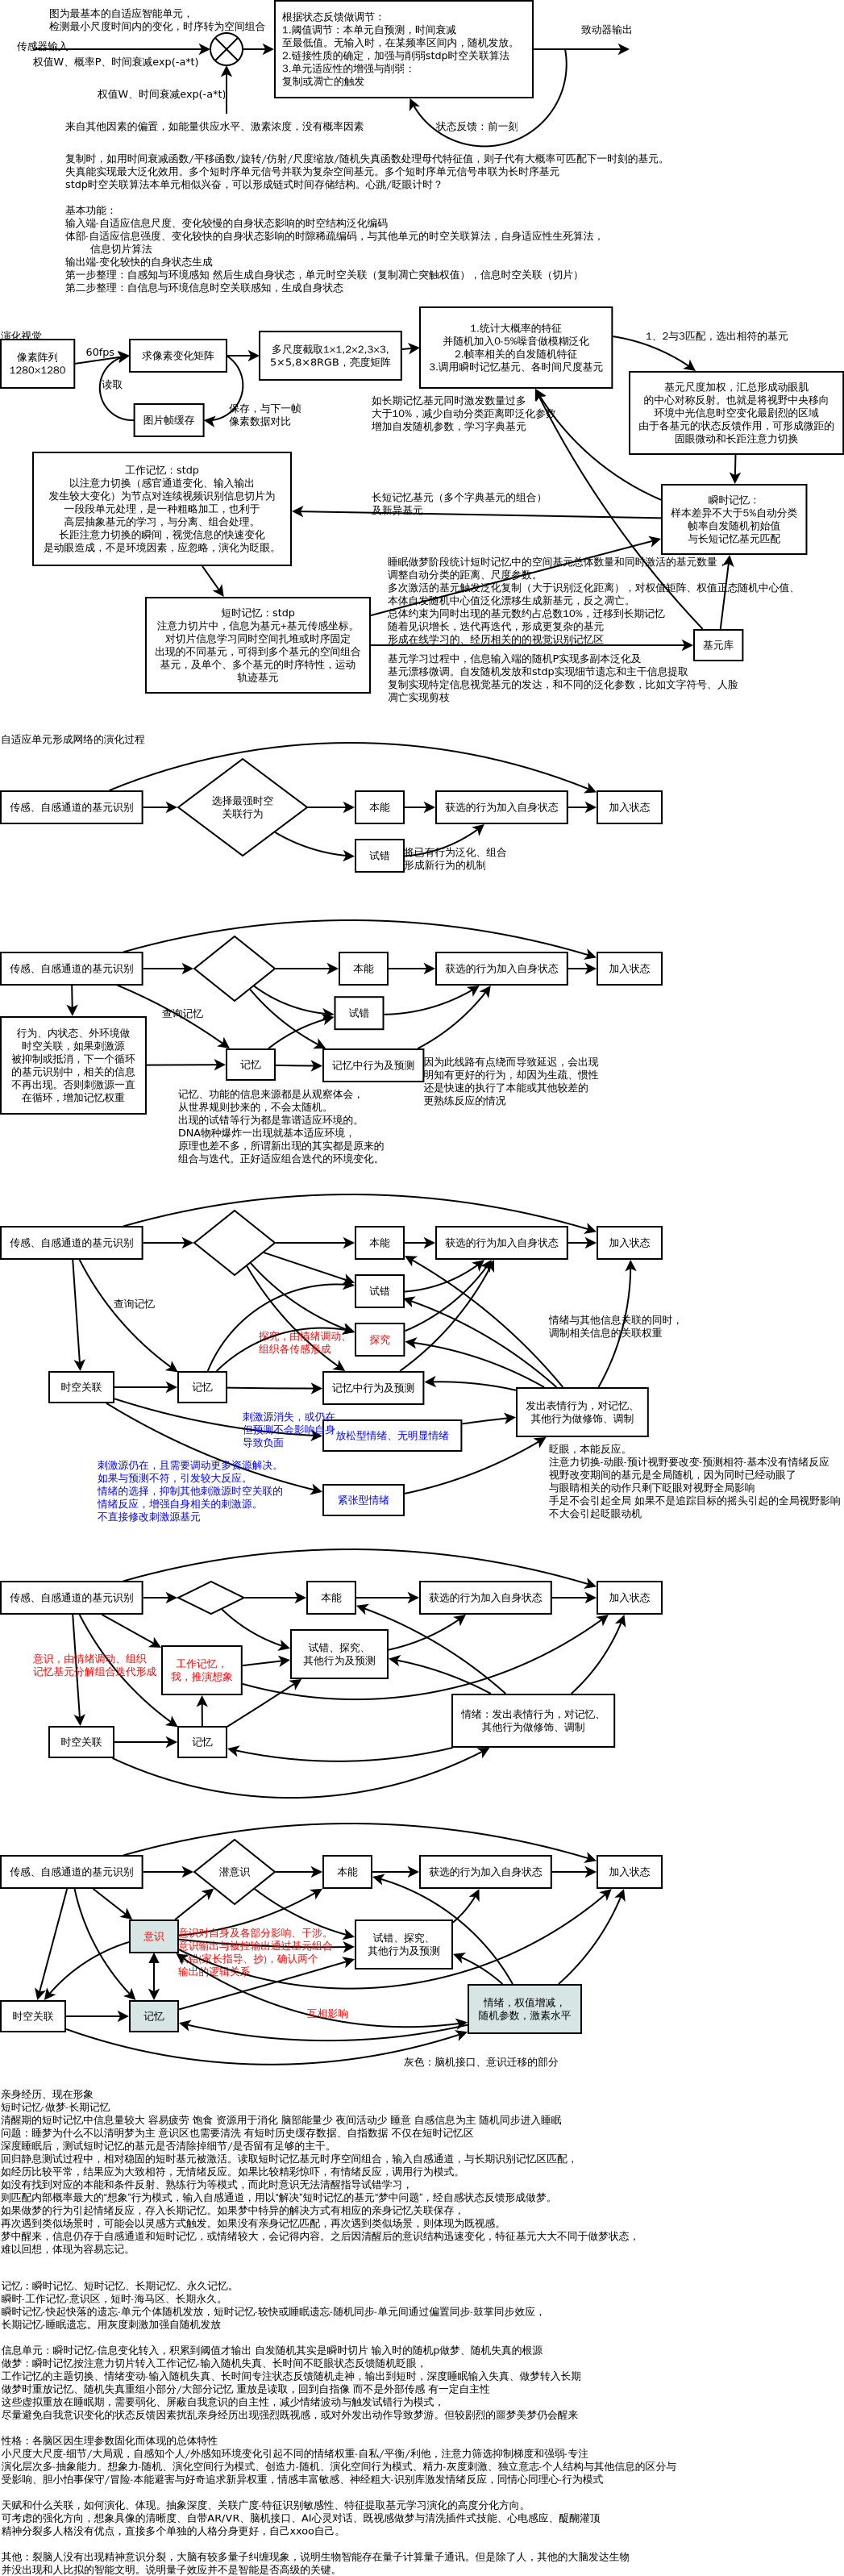 图为最基本的自适应智能单元，
检测最小尺度时间内的变化，时序转为空间组合
传感器输入
权值W、概率P、时间衰减exp(-a*t)
权值W、时间衰减exp(-a*t)
来自其他因素的偏置，如能量供应水平、激素浓度，没有概率因素
根据状态反馈做调节：
1.阈值调节：本单元自预测，时间衰减
至最低值。无输入时，在某频率区间内，随机发放。
2.链接性质的确定，加强与削弱stdp时空关联算法
3.单元适应性的增强与削弱：
复制或凋亡的触发
致动器输出
状态反馈：前一刻
复制时，如用时间衰减函数/平移函数/旋转/仿射/尺度缩放/随机失真函数处理母代特征值，则子代有大概率可匹配下一时刻的基元。
失真能实现最大泛化效用。多个短时序单元信号并联为复杂空间基元。多个短时序单元信号串联为长时序基元
stdp时空关联算法本单元相似兴奋，可以形成链式时间存储结构。心跳/眨眼计时？
基本功能：
输入端-自适应信息尺度、变化较慢的自身状态影响的时空结构泛化编码
体部-自适应信息强度、变化较快的自身状态影响的时隙稀疏编码，与其他单元的时空关联算法，自身适应性生死算法，
信息切片算法
输出端-变化较快的自身状态生成
第一步整理：自感知与环境感知 然后生成自身状态，单元时空关联（复制凋亡突触权值），信息时空关联（切片）
第二步整理：自信息与环境信息时空关联感知，生成自身状态
演化视觉
像素阵列
1280×1280
60fps
读取
求像素变化矩阵
图片帧缓存
保存，与下一帧
像素数据对比
多尺度截取1×1,2×2,3×3,
5×5,8×8RGB，亮度矩阵
1.统计大概率的特征
并随机加入0-5%噪音做模糊泛化
2.帧率相关的自发随机特征
3.调用瞬时记忆基元、各时间尺度基元
1、2与3匹配，选出相符的基元
如长期记忆基元同时激发数量过多
大于10%，减少自动分类距离即泛化参数
增加自发随机参数，学习字典基元
基元尺度加权，汇总形成动眼肌
的中心对称反射。也就是将视野中央移向
环境中光信息时空变化最剧烈的区域
由于各基元的状态反馈作用，可形成微距的
固眼微动和长距注意力切换
工作记忆：stdp
以注意力切换（感官通道变化、输入输出
发生较大变化）为节点对连续视频识别信息切片为
一段段单元处理，是一种粗略加工，也利于
高层抽象基元的学习，与分离、组合处理。
长距注意力切换的瞬间，视觉信息的快速变化
是动眼造成，不是环境因素，应忽略，演化为眨眼。
长短记忆基元（多个字典基元的组合）
及新异基元
瞬时记忆：
样本差异不大于5%自动分类
帧率自发随机初始值
与长短记忆基元匹配
睡眠做梦阶段统计短时记忆中的空间基元总体数量和同时激活的基元数量
调整自动分类的距离、尺度参数。
多次激活的基元触发泛化复制（大于识别泛化距离），对权值矩阵、权值正态随机中心值、
本体自发随机中心值泛化漂移生成新基元，反之凋亡。
总体约束为同时出现的基元数约占总数10%，迁移到长期记忆
随着见识增长，迭代再迭代，形成更复杂的基元
形成在线学习的、经历相关的的视觉识别记忆区
短时记忆：stdp
注意力切片中，信息为基元+基元传感坐标。
对切片信息学习同时空间扎堆或时序固定
出现的不同基元，可得到多个基元的空间组合
基元，及单个、多个基元的时序特性，运动
轨迹基元
基元库
基元学习过程中，信息输入端的随机P实现多副本泛化及
基元漂移微调。自发随机发放和stdp实现细节遗忘和主干信息提取
复制实现特定信息视觉基元的发达，和不同的泛化参数，比如文字符号、人脸
凋亡实现剪枝
自适应单元形成网络的演化过程
传感、自感通道的基元识别
选择最强时空
关联行为
本能
获选的行为加入自身状态
加入状态
试错
将已有行为泛化、组合
形成新行为的机制
传感、自感通道的基元识别
本能
获选的行为加入自身状态
加入状态
试错
查询记忆
行为、内状态、外环境做
时空关联，如果刺激源
被抑制或抵消，下一个循环
的基元识别中，相关的信息
不再出现。否则刺激源一直
在循环，增加记忆权重
记忆
记忆中行为及预测
因为此线路有点绕而导致延迟，会出现
明知有更好的行为，却因为生疏、惯性
还是快速的执行了本能或其他较差的
更熟练反应的情况
记忆、功能的信息来源都是从观察体会，
从世界规则抄来的，不会太随机。
出现的试错等行为都是靠谱适应环境的。
DNA物种爆炸一出现就基本适应环境，
原理也差不多，所谓新出现的其实都是原来的
组合与迭代。正好适应组合迭代的环境变化。
传感、自感通道的基元识别
本能
获选的行为加入自身状态
加入状态
试错
查询记忆
探究，由情绪调动、
组织各传感形成
探究
情绪与其他信息关联的同时，
调制相关信息的关联权重
时空关联
记忆
记忆中行为及预测
发出表情行为，对记忆、
其他行为做修饰、调制
刺激源消失，或仍在
但预测不会影响自身
导致负面
放松型情绪、无明显情绪
刺激源仍在，且需要调动更多资源解决。
如果与预测不符，引发较大反应。
情绪的选择，抑制其他刺激源时空关联的
情绪反应，增强自身相关的刺激源。
不直接修改刺激源基元
紧张型情绪
眨眼，本能反应。
注意力切换-动眼-预计视野要改变-预测相符-基本没有情绪反应
视野改变期间的基元是全局随机，因为同时已经动眼了
与眼睛相关的动作只剩下眨眼对视野全局影响
手足不会引起全局 如果不是追踪目标的摇头引起的全局视野影响
不大会引起眨眼动机
传感、自感通道的基元识别
本能
获选的行为加入自身状态
加入状态
意识，由情绪调动、组织
记忆基元分解组合迭代形成
工作记忆，
我，推演想象
试错、探究、
其他行为及预测
情绪：发出表情行为，对记忆、
其他行为做修饰、调制
时空关联
记忆
传感、自感通道的基元识别
潜意识
本能
获选的行为加入自身状态
加入状态
意识
意识对自身及各部分影响、干涉。
意识输出与被控输出通过基元组合
试错(家长指导、抄)，确认两个
输出的逻辑关系
试错、探究、
其他行为及预测
时空关联
记忆
互相影响
情绪，权值增减，
随机参数，激素水平
灰色：脑机接口、意识迁移的部分
亲身经历、现在形象
短时记忆-做梦-长期记忆
清醒期的短时记忆中信息量较大 容易疲劳 饱食 资源用于消化 脑部能量少 夜间活动少 睡意 自感信息为主 随机同步进入睡眠
问题：睡梦为什么不以清明梦为主 意识区也需要清洗 有短时历史缓存数据、自指数据 不仅在短时记忆区
深度睡眠后，测试短时记忆的基元是否清除掉细节/是否留有足够的主干。
回归静息测试过程中，相对稳固的短时基元被激活。读取短时记忆基元时序空间组合，输入自感通道，与长期识别记忆区匹配，
如经历比较平常，结果应为大致相符，无情绪反应。如果比较精彩惊吓，有情绪反应，调用行为模式。
如没有找到对应的本能和条件反射、熟练行为等模式，而此时意识无法清醒指导试错学习，
则匹配内部概率最大的“想象”行为模式，输入自感通道，用以“解决”短时记忆的基元“梦中问题”，经自感状态反馈形成做梦。
如果做梦的行为引起情绪反应，存入长期记忆。如果梦中特异的解决方式有相应的亲身记忆关联保存，
再次遇到类似场景时，可能会以灵感方式触发。如果没有亲身记忆匹配，再次遇到类似场景，则体现为既视感。
梦中醒来，信息仍存于自感通道和短时记忆，或情绪较大，会记得内容。之后因清醒后的意识结构迅速变化，特征基元大大不同于做梦状态，
难以回想，体现为容易忘记。
记忆：瞬时记忆、短时记忆、长期记忆、永久记忆。
瞬时-工作记忆-意识区，短时-海马区、长期永久。
瞬时记忆-快起快落的遗忘-单元个体随机发放，短时记忆-较快或睡眠遗忘-随机同步-单元间通过偏置同步-鼓掌同步效应，
长期记忆-睡眠遗忘。用灰度刺激加强自随机发放
信息单元：瞬时记忆-信息变化转入，积累到阈值才输出 自发随机其实是瞬时切片 输入时的随机p做梦、随机失真的根源
做梦：瞬时记忆按注意力切片转入工作记忆-输入随机失真、长时间不眨眼状态反馈随机眨眼，
工作记忆的主题切换、情绪变动-输入随机失真、长时间专注状态反馈随机走神，输出到短时，深度睡眠输入失真、做梦转入长期
做梦时重放记忆、随机失真重组小部分/大部分记忆 重放是读取，回到自指像 而不是外部传感 有一定自主性
这些虚拟重放在睡眠期，需要弱化、屏蔽自我意识的自主性，减少情绪波动与触发试错行为模式，
尽量避免自我意识变化的状态反馈因素扰乱亲身经历出现强烈既视感，或对外发出动作导致梦游。但较剧烈的噩梦美梦仍会醒来
性格：各脑区因生理参数固化而体现的总体特性
小尺度大尺度-细节/大局观，自感知个人/外感知环境变化引起不同的情绪权重-自私/平衡/利他，注意力筛选抑制梯度和强弱-专注
演化层次多-抽象能力。想象力-随机、演化空间行为模式、创造力-随机、演化空间行为模式、精力-灰度刺激、独立意志-个人结构与其他信息的区分与
受影响、胆小怕事保守/冒险-本能避害与好奇追求新异权重，情感丰富敏感、神经粗大-识别库激发情绪反应，同情心同理心-行为模式
天赋和什么关联，如何演化、体现。抽象深度、关联广度-特征识别敏感性、特征提取基元学习演化的高度分化方向。
可考虑的强化方向，想象具像的清晰度、自带AR/VR、脑机接口、AI心灵对话、既视感做梦与清洗插件式技能、心电感应、醍醐灌顶
精神分裂多人格没有优点，直接多个单独的人格分身更好，自己xxoo自己。
其他：裂脑人没有出现精神意识分裂，大脑有较多量子纠缠现象，说明生物智能存在量子计算量子通讯。但是除了人，其他的大脑发达生物
并没出现和人比拟的智能文明。说明量子效应并不是智能是否高级的关键。